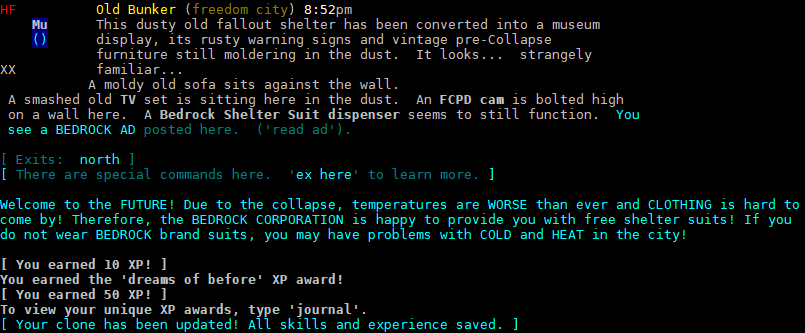 HF Old Bunker (freedom city) 8:52pm
Mu This dusty old fallout shelter has been converted into a museum
() display, its rusty warning signs and vintage pre-Collapse
furniture still moldering in the dust. It looks... strangely
XX familiar...
A moldy old sofa sits against the wall.
A smashed old TV set is sitting here in the dust. An FCPD cam is bolted high
on a wall here. A Bedrock Shelter Suit dispenser seems to still function. You
see a BEDROCK AD posted here. ('read ad').
[ Exits: north ]
[ There are special commands here. 'ex here' to learn more. ]
Welcome to the FUTURE! Due to the collapse, temperatures are WORSE than ever and CLOTHING is hard to
come by! Therefore, the BEDROCK CORPORATION is happy to provide you with free shelter suits! If you
do not wear BEDROCK brand suits, you may have problems with COLD and HEAT in the city!
[ You earned 10 XP! ]
You earned the 'dreams of before' XP award!
[ You earned 50 XP! ]
To view your unique XP awards, type 'journal'.
[ Your clone has been updated! All skills and experience saved. ]